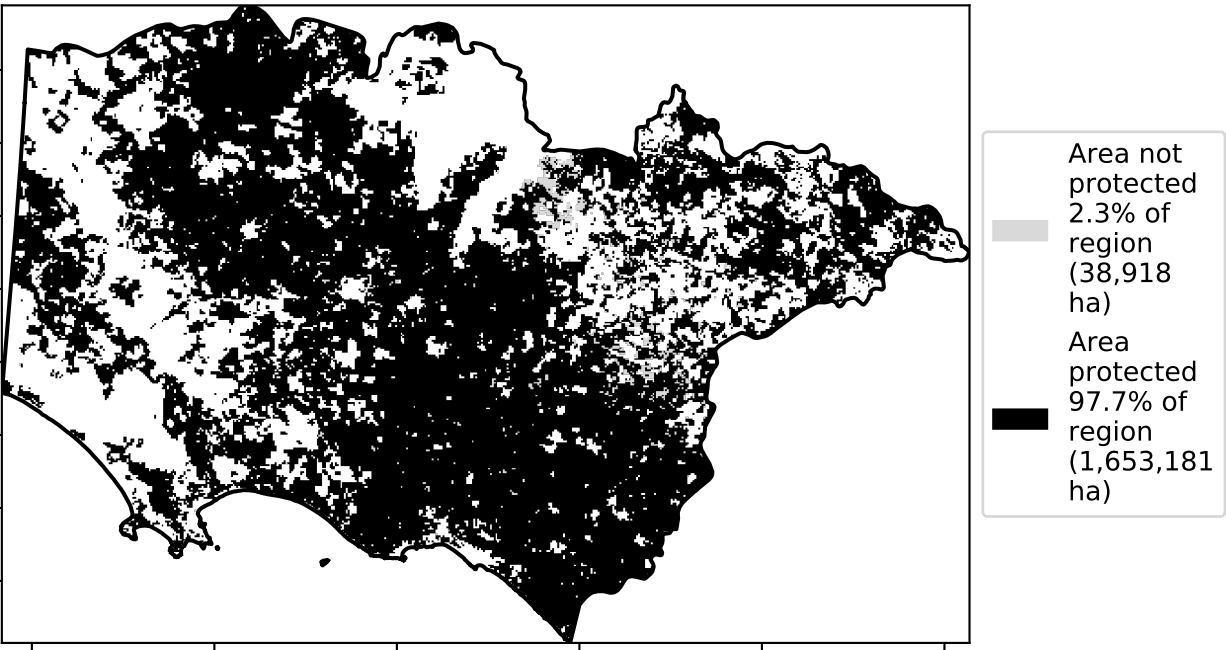 Area not
protected
2.3% of
region
(38,918
ha)
Area
protected
97.7% of
region
(1,653,181
ha)